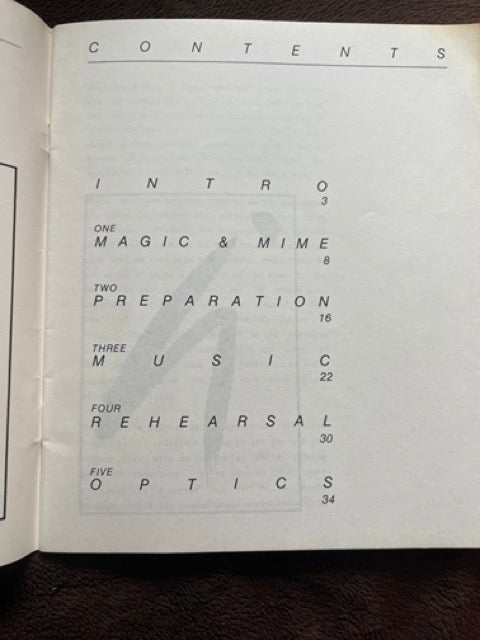 CONTENTS
INTRO
3
ONE
MAGIC & MIME
8
TWO
PREPARATION
16
THREE
MUSIC
22
FOUR
REHEARSAL
30
FIVE
OPTICS
34